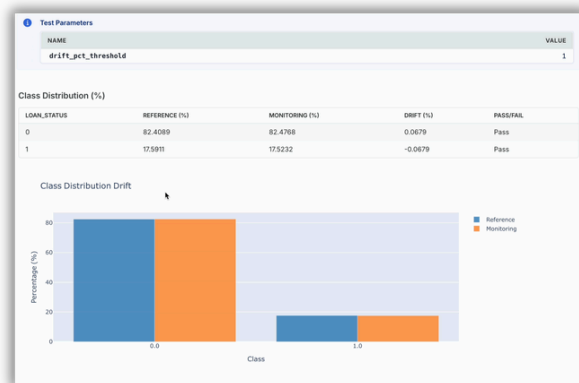 Test Parameters
NAME VALUE
drift_pct_threshold 1
Class Distribution (%)
LOAN_STATUS REFERENCE (%) MONITORING (%) DRIFT (%) PASS/FAIL
0 82.4089 82.4768 0.0679 Pass
1 17.5911 17.5232 -0.0679 Pass
Class Distribution Drift
Reference
Monitoring
Percentage (%)
80
60
40
20
0
0.0 1.0
Class